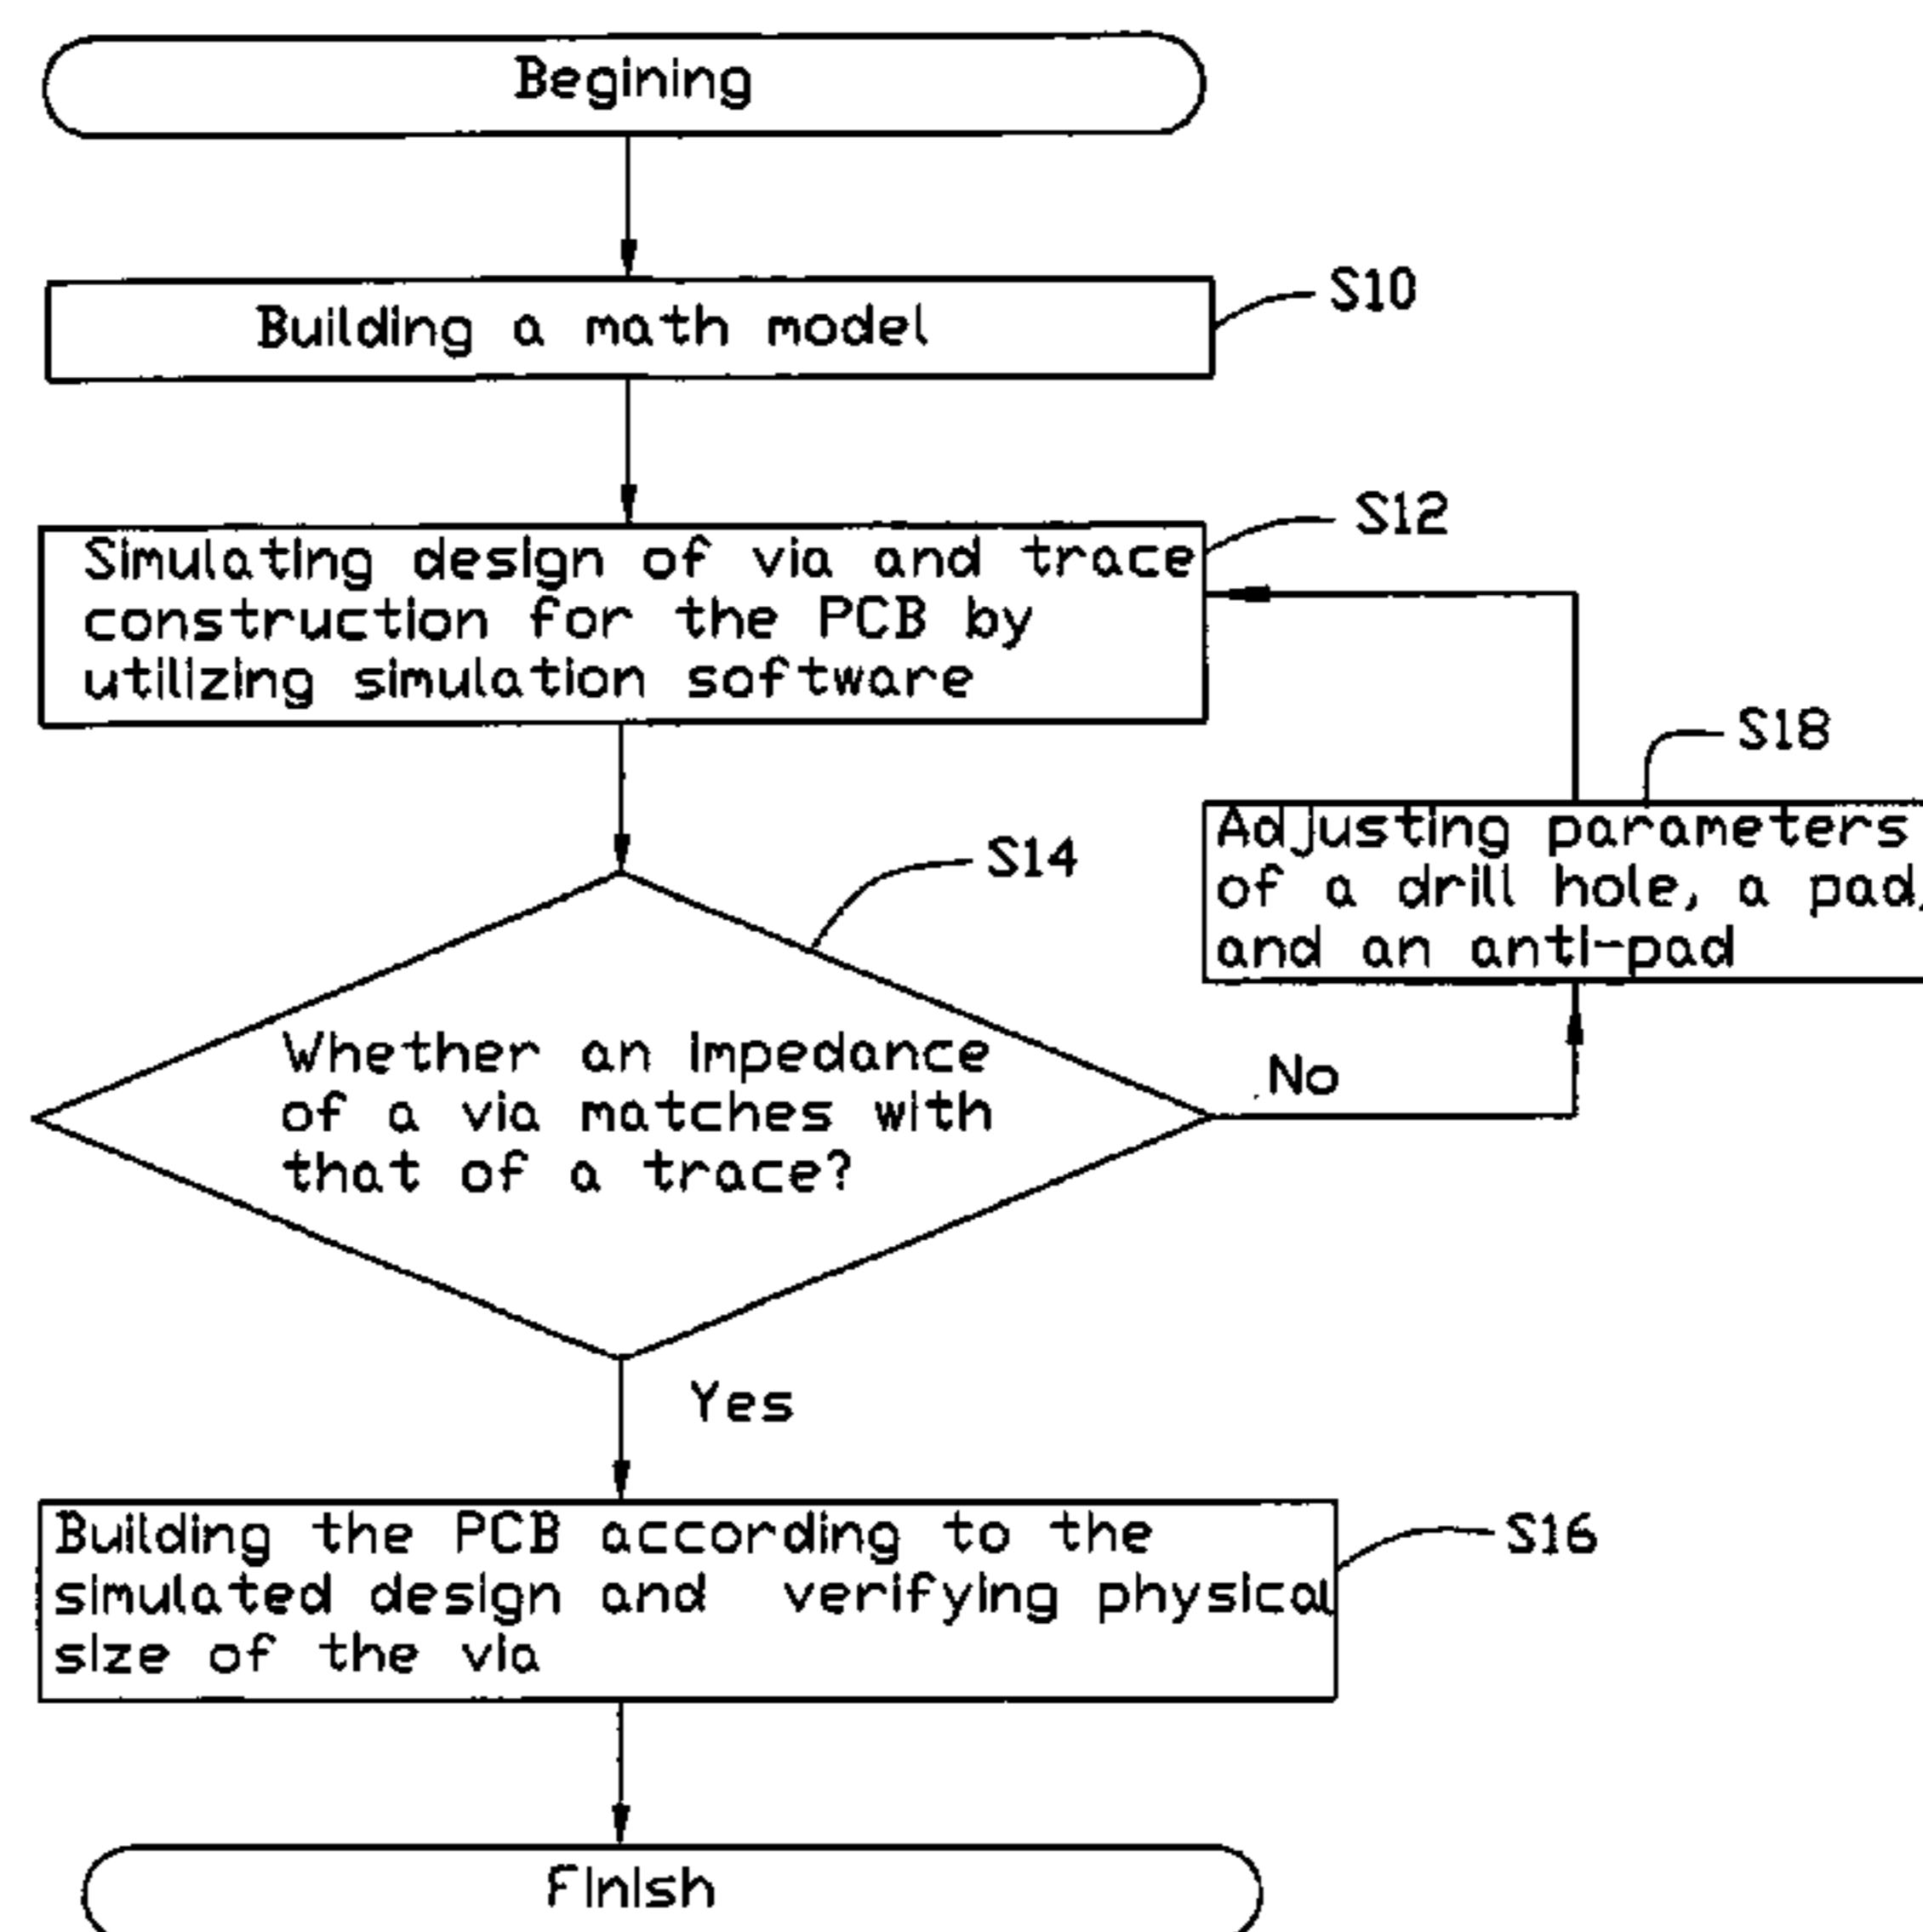 Begining
Building a math model
S10
S12
Simulating design of via and trace
construction for the PCB by
utilizing simulation software
S18
Adjusting parameters
of a drill hole, a pad,
and an anti-pad
S14
Whether an impedance
of a via matches with
that of a trace?
No
Yes
Building the PCB according to the
simulated design and verifying physical
size of the via
S16
Finish